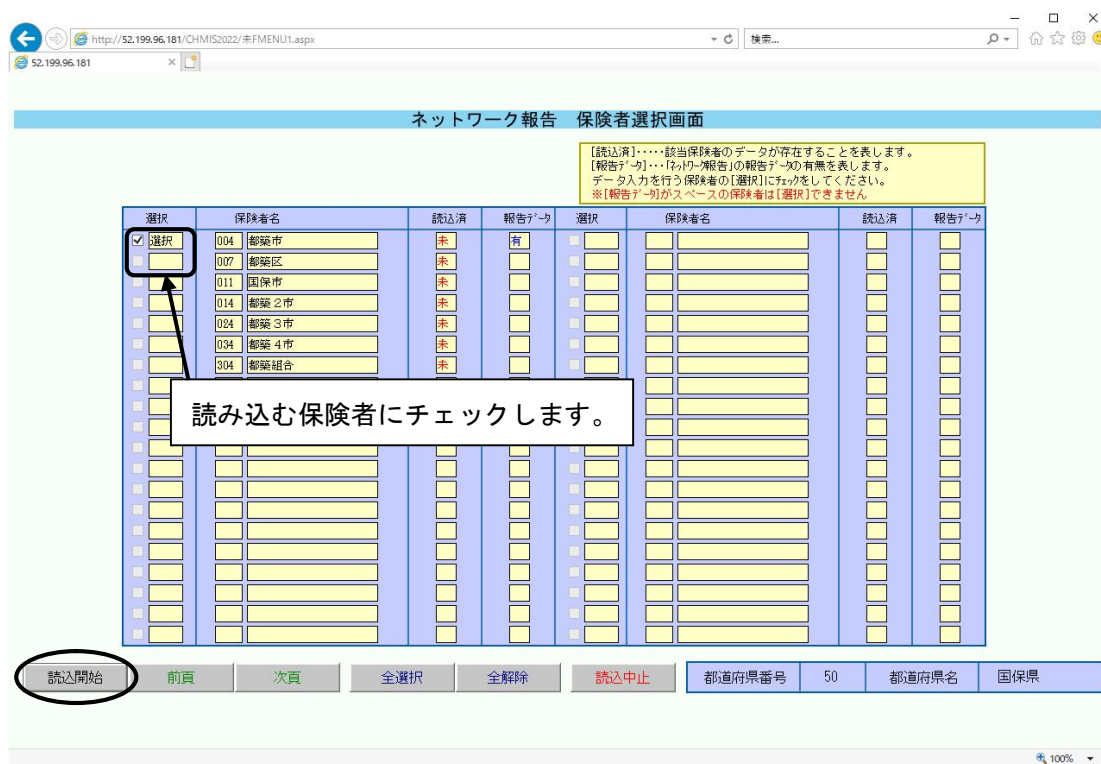 http://52.199.96.181/CHMIS2022/未FMENU1.aspx
検索...
52.199.96.181
ネットワーク報告　保険者選択画面
[読込済]・・・・・該当保険者のデータが存在することを表します。
[報告ﾃﾞｰﾀ]・・・「ﾈｯﾄﾜｰｸ報告」の報告ﾃﾞｰﾀの有無を表します。
データ入力を行う保険者の[選択]にﾁｪｯｸをしてください。
※[報告ﾃﾞｰﾀ]がスペースの保険者は[選択]できません
選択 保険者名 読込済 報告ﾃﾞｰﾀ 選択 保険者名 読込済 報告ﾃﾞｰﾀ
選択 004 都築市 未 有
007 都築区 未
011 国保市 未
014 都築２市 未
024 都築３市 未
034 都築４市 未
304 都築組合 未
読み込む保険者にチェックします。
読込開始 前頁 次頁 全選択 全解除 読込中止 都道府県番号 50 都道府県名 国保県
100%